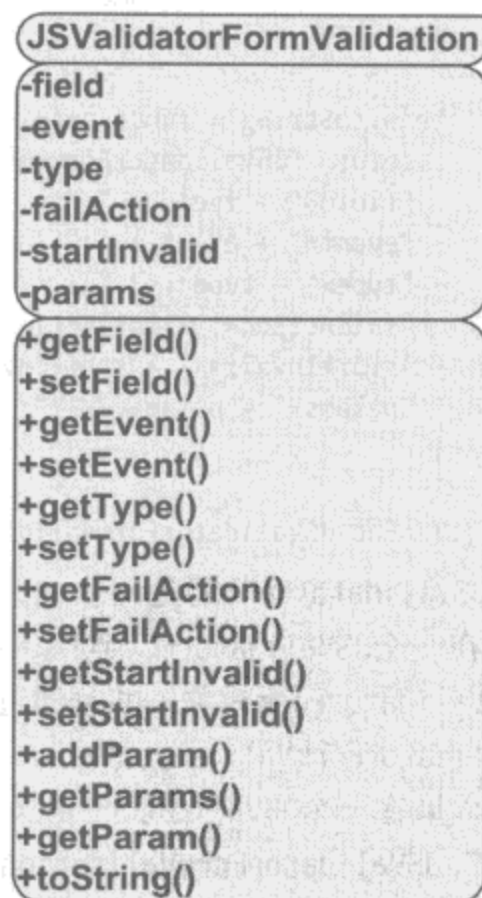 JSValidatorFormValidation
-field
-event
-type
-failAction
-startInvalid
-params
+getField()
+setField()
+getEvent()
+setEvent()
+getType()
+setType()
+getFailAction()
+setFailAction()
+getStartInvalid()
+setStartInvalid()
+addParam()
+getParams()
+getParam()
+toString()